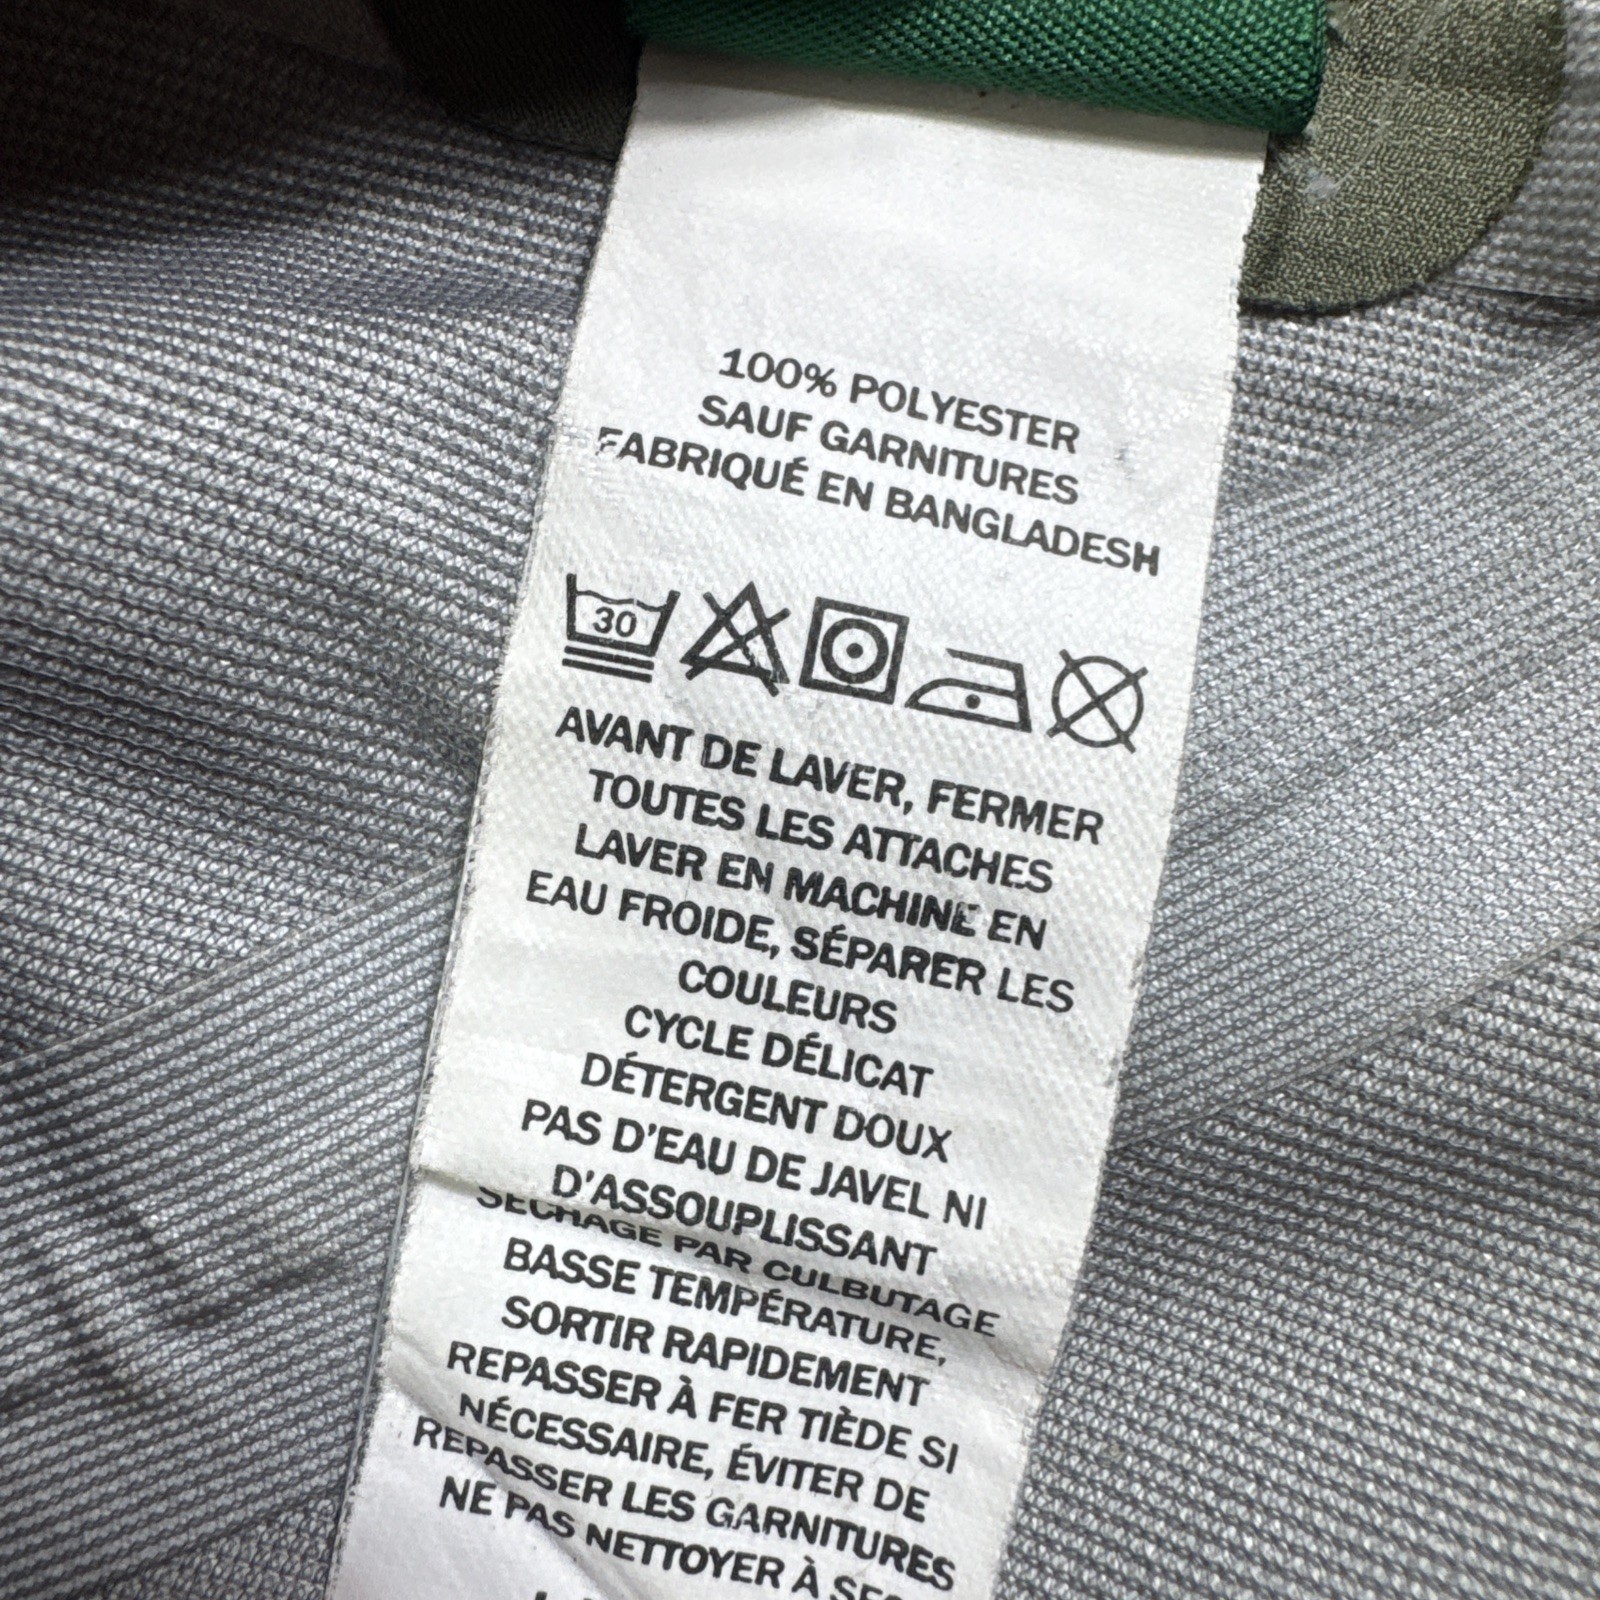 100% POLYESTER
SAUF GARNITURES
FABRIQUÉ EN BANGLADESH
30
AVANT DE LAVER, FERMER
TOUTES LES ATTACHES
LAVER EN MACHINE EN
EAU FROIDE, SÉPARER LES
COULEURS
CYCLE DÉLICAT
DÉTERGENT DOUX
PAS D'EAU DE JAVEL NI
D'ASSOUPLISSANT
SÉCHAGE PAR CULBUTAGE
BASSE TEMPÉRATURE,
SORTIR RAPIDEMENT
REPASSER À FER TIÈDE SI
NÉCESSAIRE, ÉVITER DE
REPASSER LES GARNITURES
NE PAS NETTOYER À